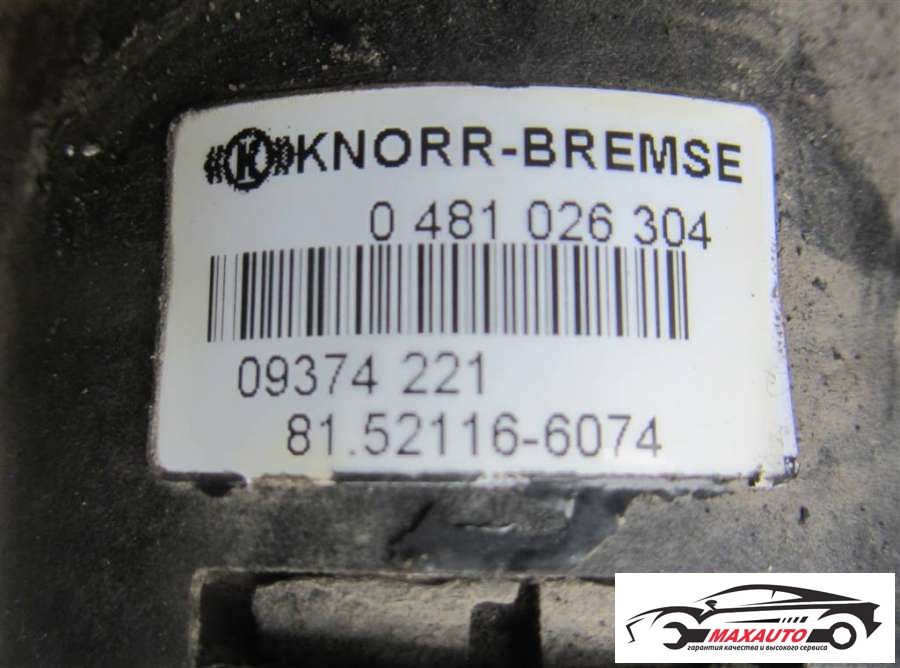 K KNORR-BREMSE
0 481 026 304
09374 221
81.52116-6074
MAXAUTO
гарантия качества и высокого сервиса